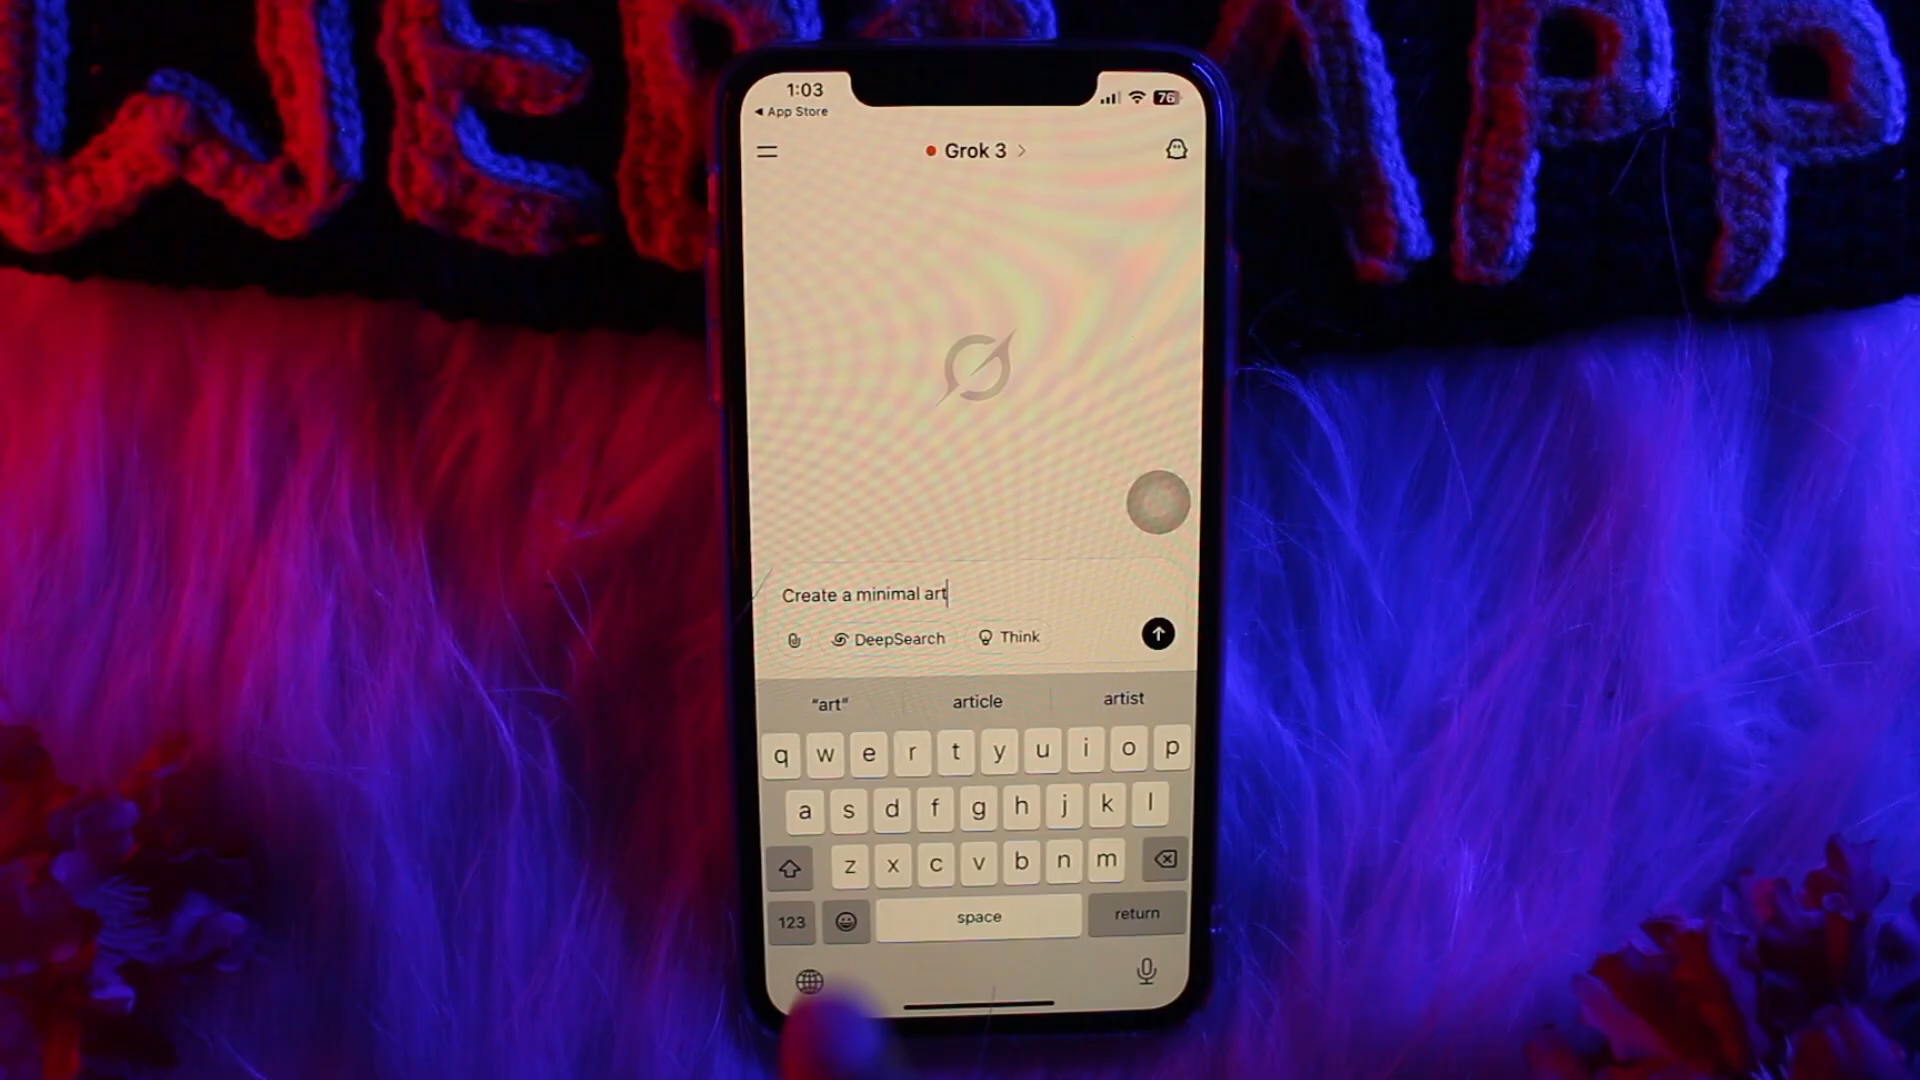 WEB APP
1:03
76
App Store
Grok 3
Create a minimal art
DeepSearch
Think
"art"
article
artist
q w e r t y u i o p
a s d f g h j k l
z x c v b n m
123
space
return